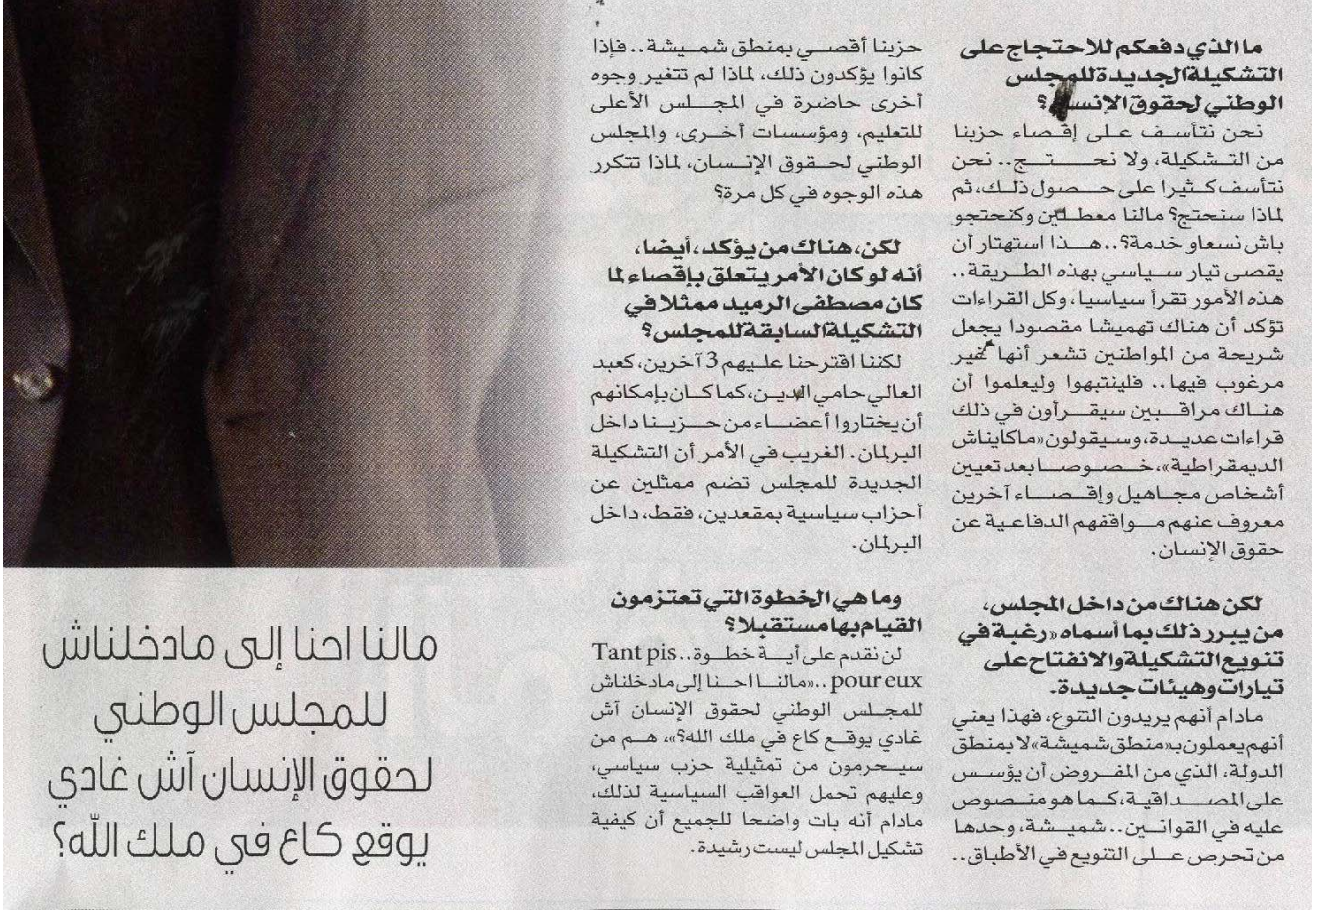 ما الذي دفعكم للاحتجاج على
التشكيلة الجديدة للمجلس
الوطني لحقوق الإنسان؟
نحن نتأسف على إقصاء حزبنا
من التشكيلة، ولا نحتج.. نحن
نتأسف كثيرا على حصول ذلك، ثم
لماذا سنحتج؟ مالنا معطلين وكنحتجو
باش نسعاو خدمة؟.. هذا استهتار أن
يقصى تيار سياسي بهذه الطريقة..
هذه الأمور تقرأ سياسيا، وكل القراءات
تؤكد أن هناك تهميشا مقصودا يجعل
شريحة من المواطنين تشعر أنها غير
مرغوب فيها.. فلينتبهوا وليعلموا أن
هناك مراقبين سيقرآون في ذلك
قراءات عديدة، وسيقولون «ماكايناش
الديمقراطية»، خصوصا بعد تعيين
أشخاص مجاهيل وإقصاء آخرين
معروف عنهم مواقفهم الدفاعية عن
حقوق الإنسان.
لكن هناك من داخل المجلس،
من يبرر ذلك بما أسماه «رغبة في
تنويع التشكيلة والانفتاح على
تيارات وهيئات جديدة.
مادام أنهم يريدون التنوع، فهذا يعني
أنهم يعملون بـ«منطق شميشة» لا بمنطق
الدولة، الذي من المفروض أن يؤسس
على المصداقية، كما هو منصوص
عليه في القوانين.. شميشة، وحدها
من تحرص على التنويع في الأطباق..
حزبنا أقصي بمنطق شميشة.. فإذا
كانوا يؤكدون ذلك، لماذا لم تتغير وجوه
أخرى حاضرة في المجلس الأعلى
للتعليم، ومؤسسات أخرى، والمجلس
الوطني لحقوق الإنسان، لماذا تتكرر
هذه الوجوه في كل مرة؟
لكن، هناك من يؤكد، أيضا،
أنه لو كان الأمر يتعلق بإقصاء لما
كان مصطفى الرميد ممثلا في
التشكيلة السابقة للمجلس؟
لكننا اقترحنا عليهم 3 آخرين، كعبد
العالي حامي الدين، كما كان بإمكانهم
أن يختاروا أعضاء من حزبنا داخل
البرلمان. الغريب في الأمر أن التشكيلة
الجديدة للمجلس تضم ممثلين عن
أحزاب سياسية بمقعدين، فقط، داخل
البرلمان.
وما هي الخطوة التي تعتزمون
القيام بها مستقبلا؟
لن نقدم على أية خطوة.. Tant pis
pour eux.. «مالنا احنا إلى مادخلناش
للمجلس الوطني لحقوق الإنسان آش
غادي يوقع كاع في ملك الله؟»، هم من
سيحرمون من تمثيلية حزب سياسي،
وعليهم تحمل العواقب السياسية لذلك،
مادام أنه بات واضحا للجميع أن كيفية
تشكيل المجلس ليست رشيدة.
مالنا احنا إلى مادخلناش
للمجلس الوطني
لحقوق الإنسان آش غادي
يوقع كاع في ملك الله؟